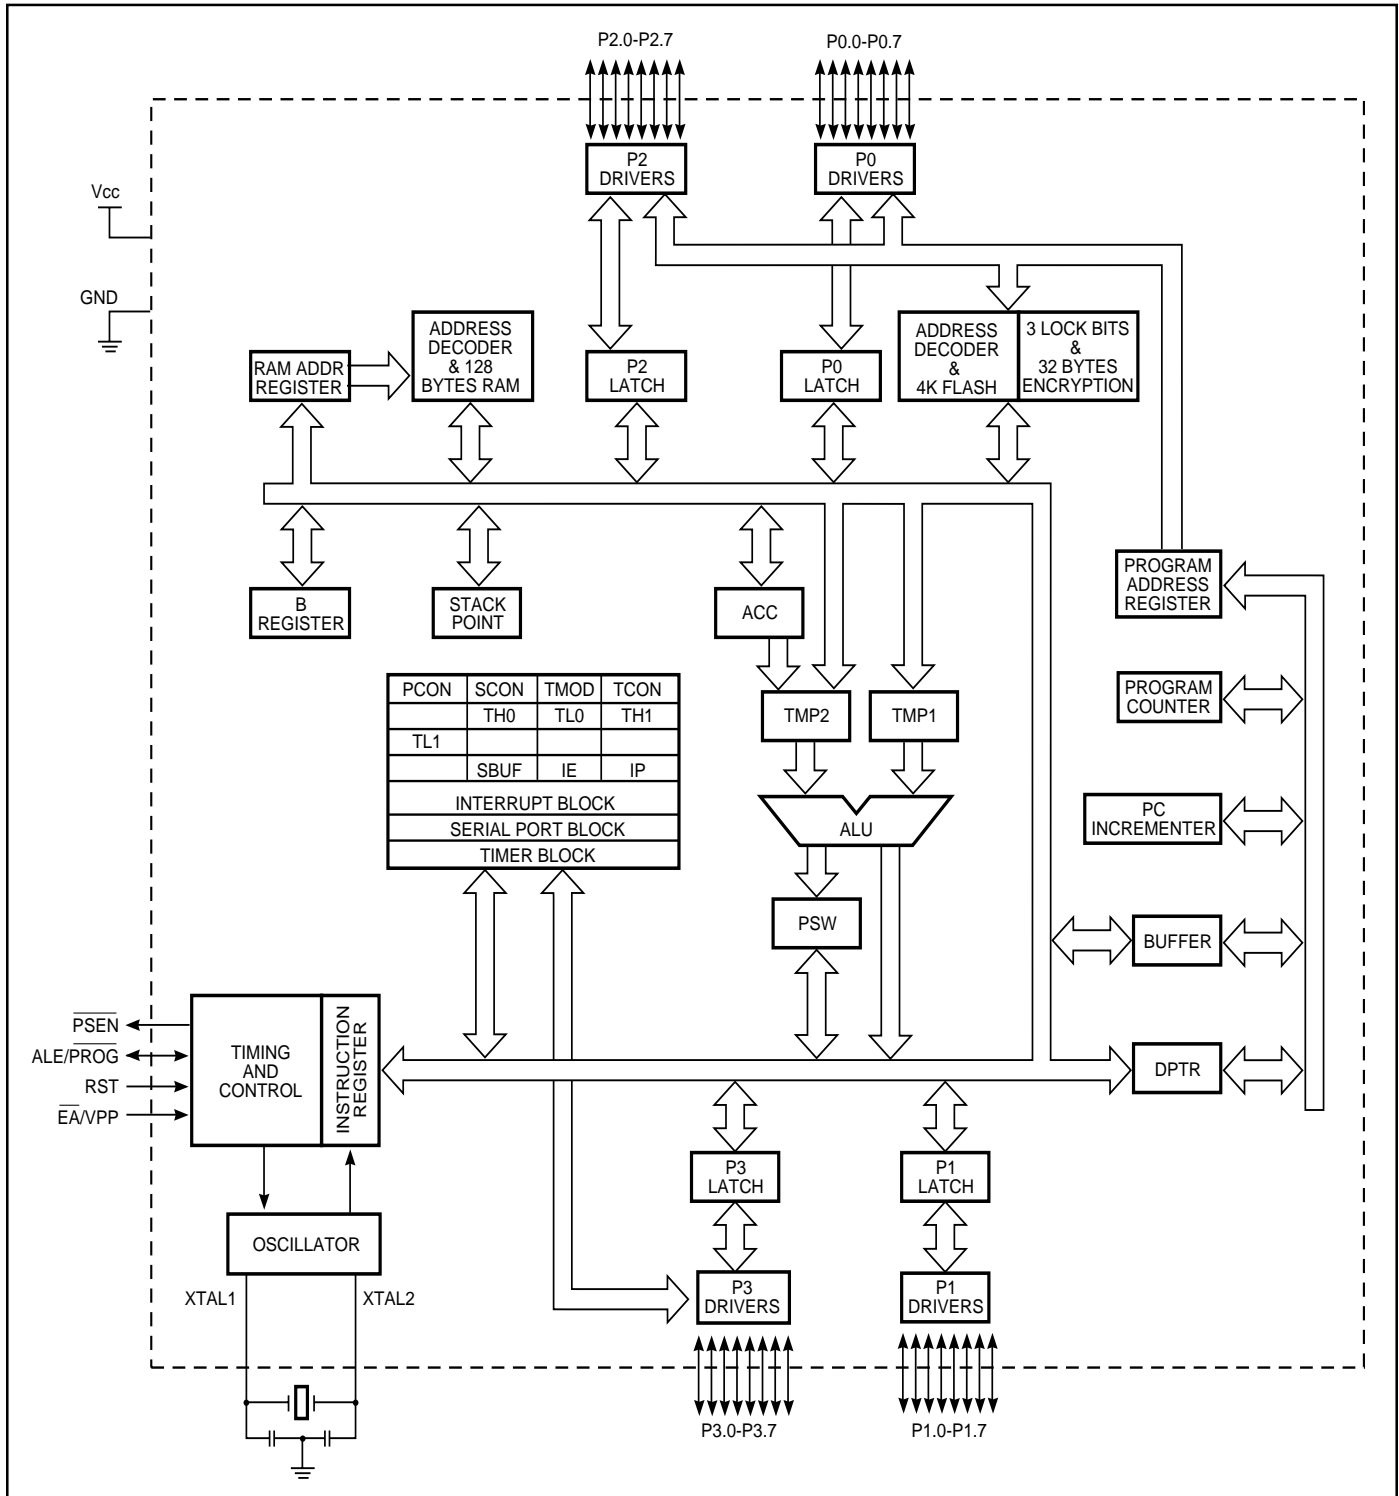 P2.0-P2.7
P0.0-P0.7
P2
DRIVERS
P0
DRIVERS
Vcc
GND
RAM ADDR
REGISTER
ADDRESS
DECODER
& 128
BYTES RAM
P2
LATCH
P0
LATCH
ADDRESS
DECODER
&
4K FLASH
3 LOCK BITS
&
32 BYTES
ENCRYPTION
B
REGISTER
STACK
POINT
ACC
PROGRAM
ADDRESS
REGISTER
PCON SCON TMOD TCON
TH0 TL0 TH1
TL1
SBUF IE IP
INTERRUPT BLOCK
SERIAL PORT BLOCK
TIMER BLOCK
TMP2
TMP1
PROGRAM
COUNTER
ALU
PC
INCREMENTER
PSW
BUFFER
PSEN
ALE/PROG
RST
EA/VPP
TIMING
AND
CONTROL
INSTRUCTION
REGISTER
DPTR
P3
LATCH
P1
LATCH
OSCILLATOR
XTAL1
XTAL2
P3
DRIVERS
P1
DRIVERS
P3.0-P3.7
P1.0-P1.7